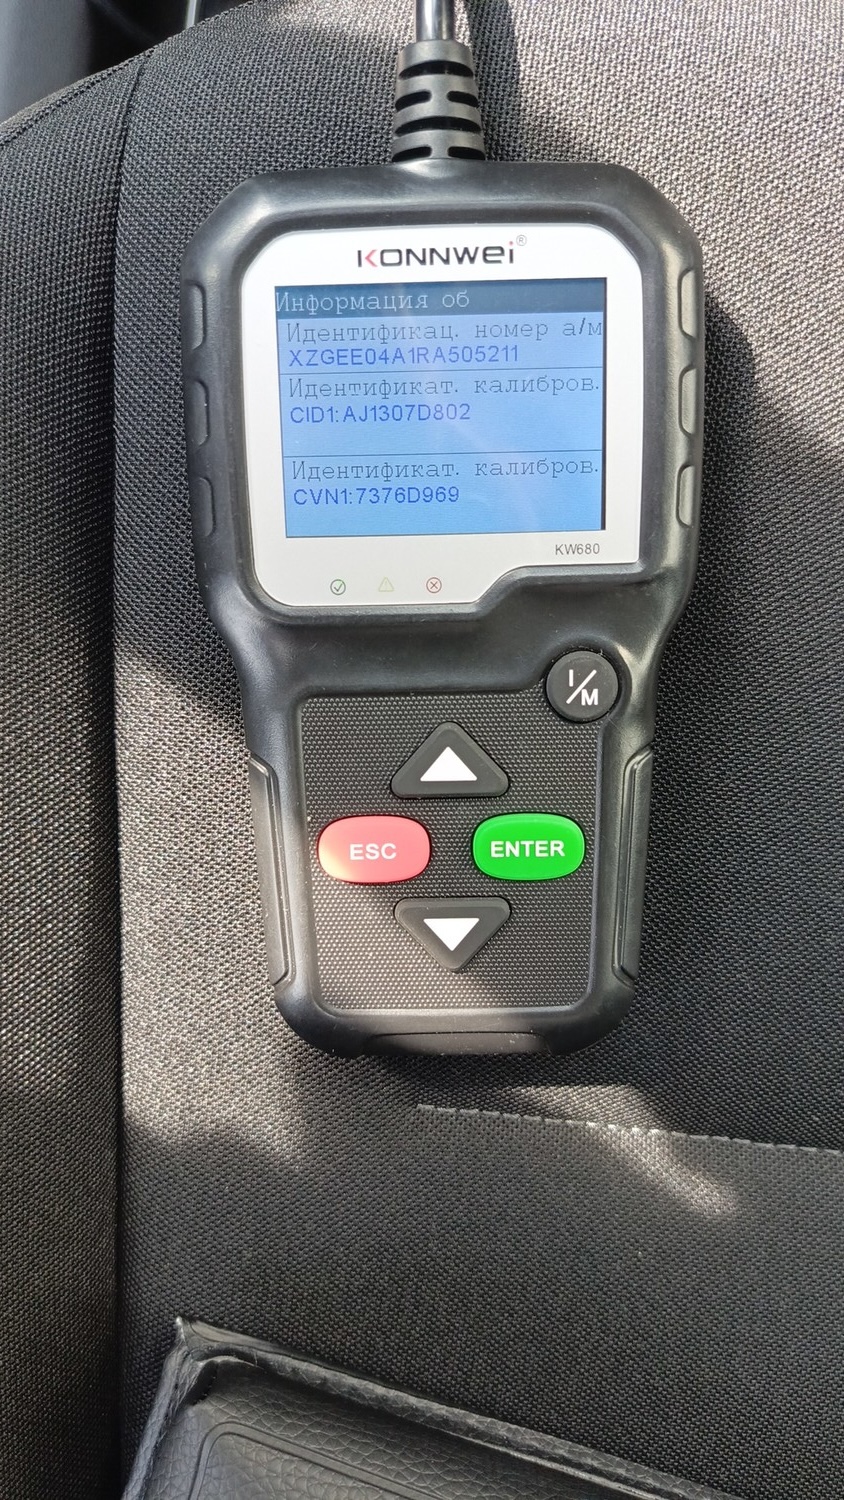 KONNWEI®
Информация об
Идентификац. номер а/м
XZGEE04A1RA505211
Идентификат. калибров.
CID1:AJ1307D802
Идентификат. калибров.
CVN1:7376D969
KW680
I/M
ESC
ENTER